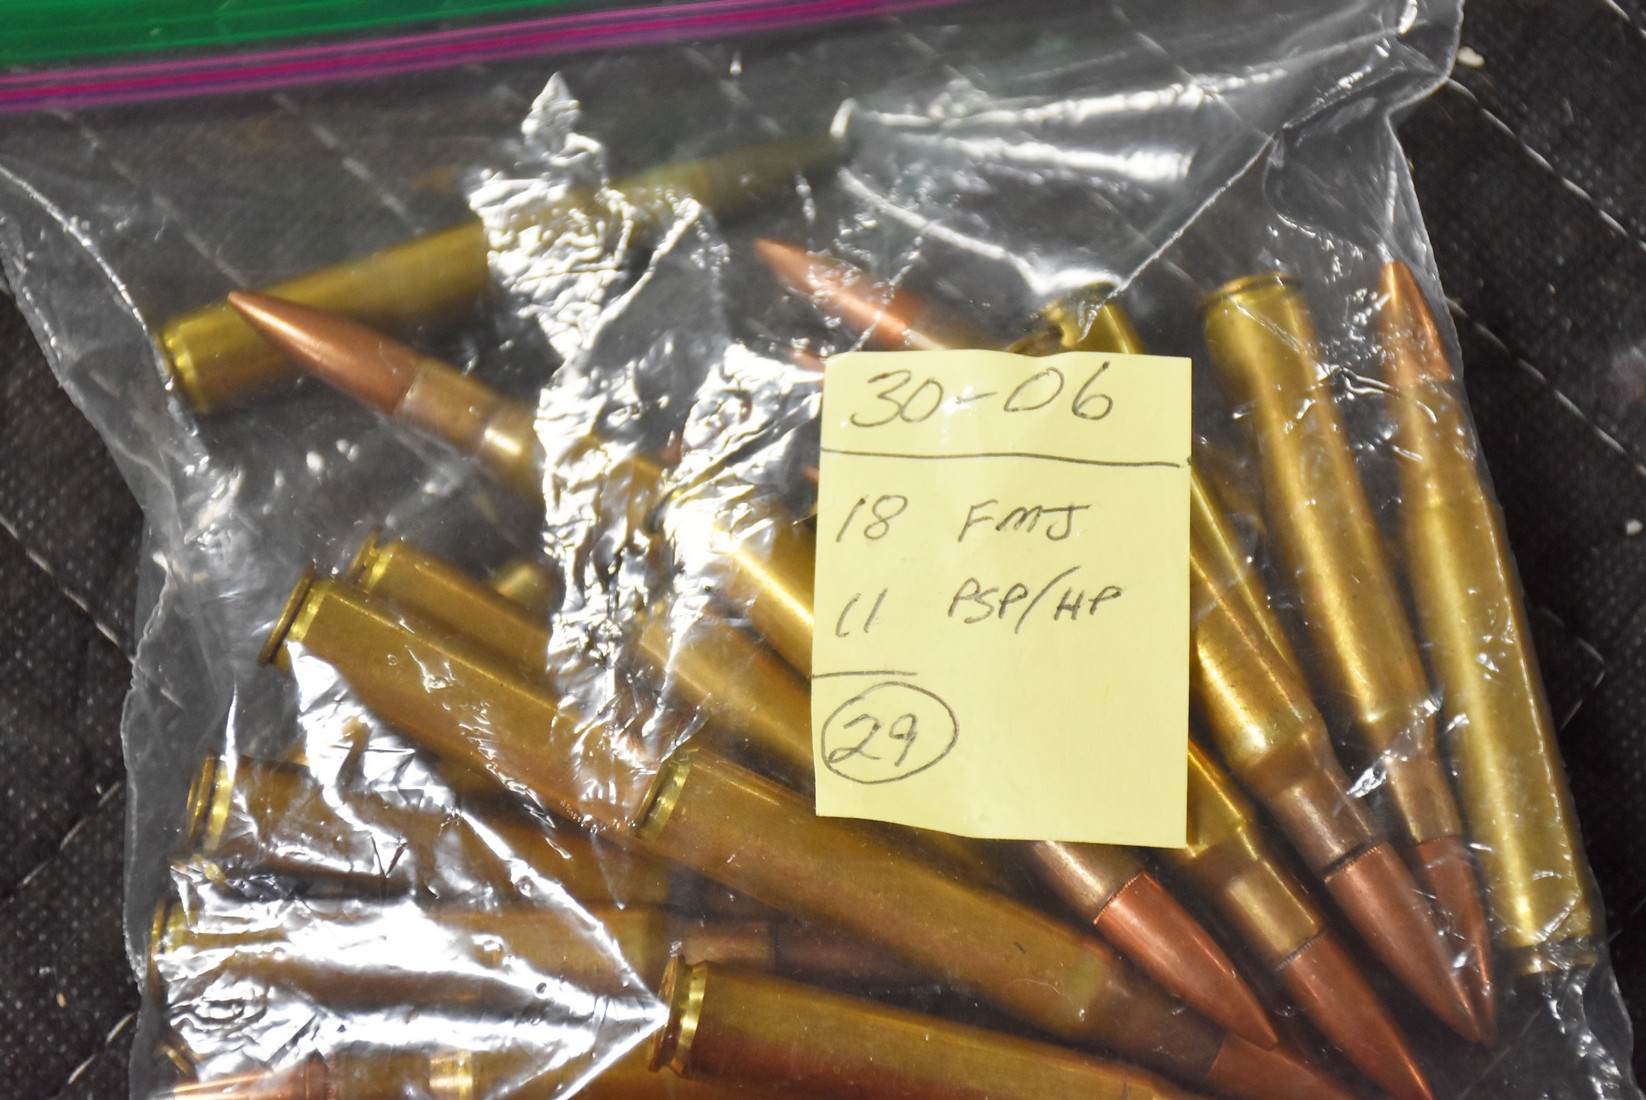 30-06
18 FMJ
11 PSP/HP
29